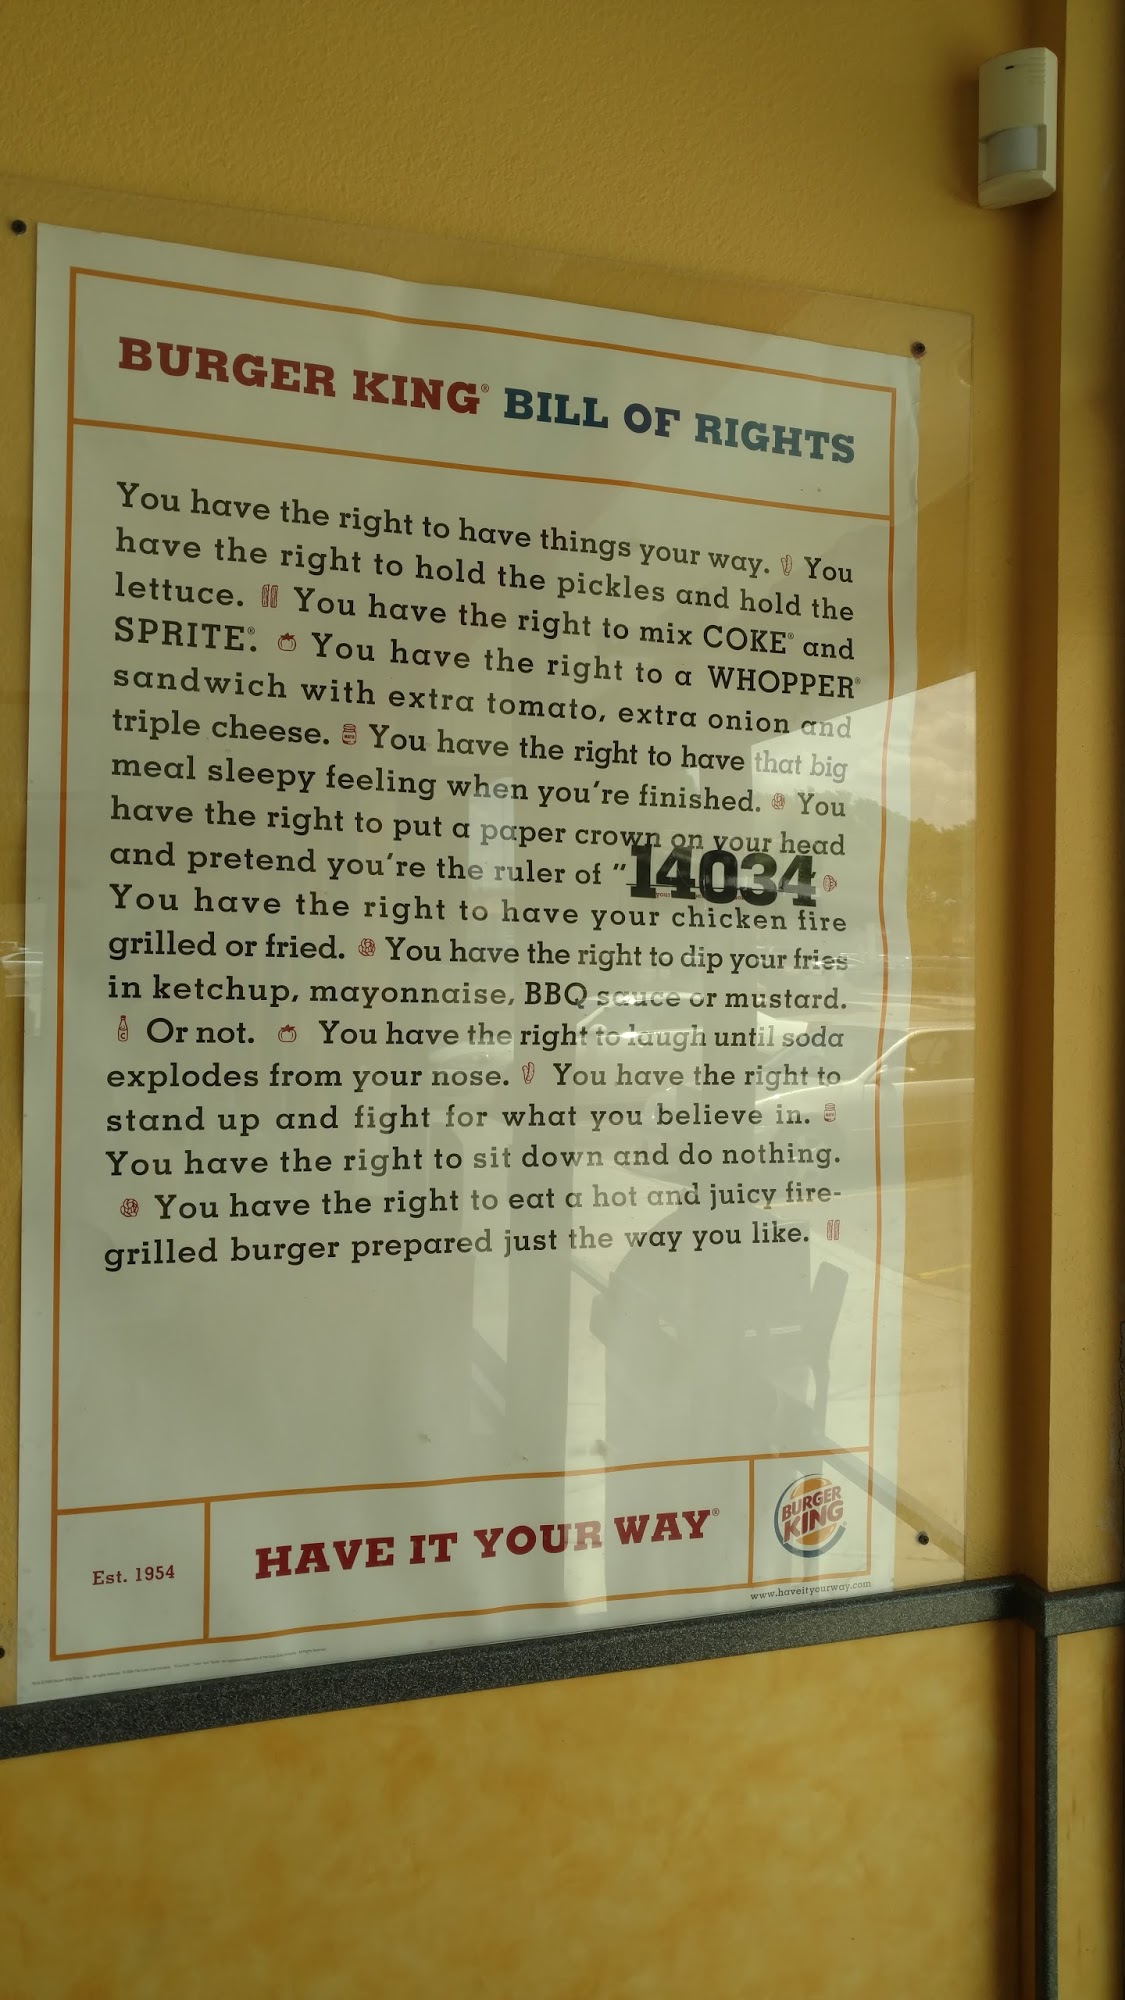 BURGER KING® BILL OF RIGHTS
You have the right to have things your way. You
have the right to hold the pickles and hold the
lettuce. You have the right to mix COKE® and
SPRITE®. You have the right to a WHOPPER®
sandwich with extra tomato, extra onion and
triple cheese. You have the right to have that big
meal sleepy feeling when you're finished. You
have the right to put a paper crown on your head
and pretend you're the ruler of "14034
You have the right to have your chicken fire
grilled or fried. You have the right to dip your fries
in ketchup, mayonnaise, BBQ sauce or mustard.
Or not. You have the right to laugh until soda
explodes from your nose. You have the right to
stand up and fight for what you believe in.
You have the right to sit down and do nothing.
You have the right to eat a hot and juicy fire-
grilled burger prepared just the way you like.
Est. 1954
HAVE IT YOUR WAY®
BURGER
KING
www.haveityourway.com